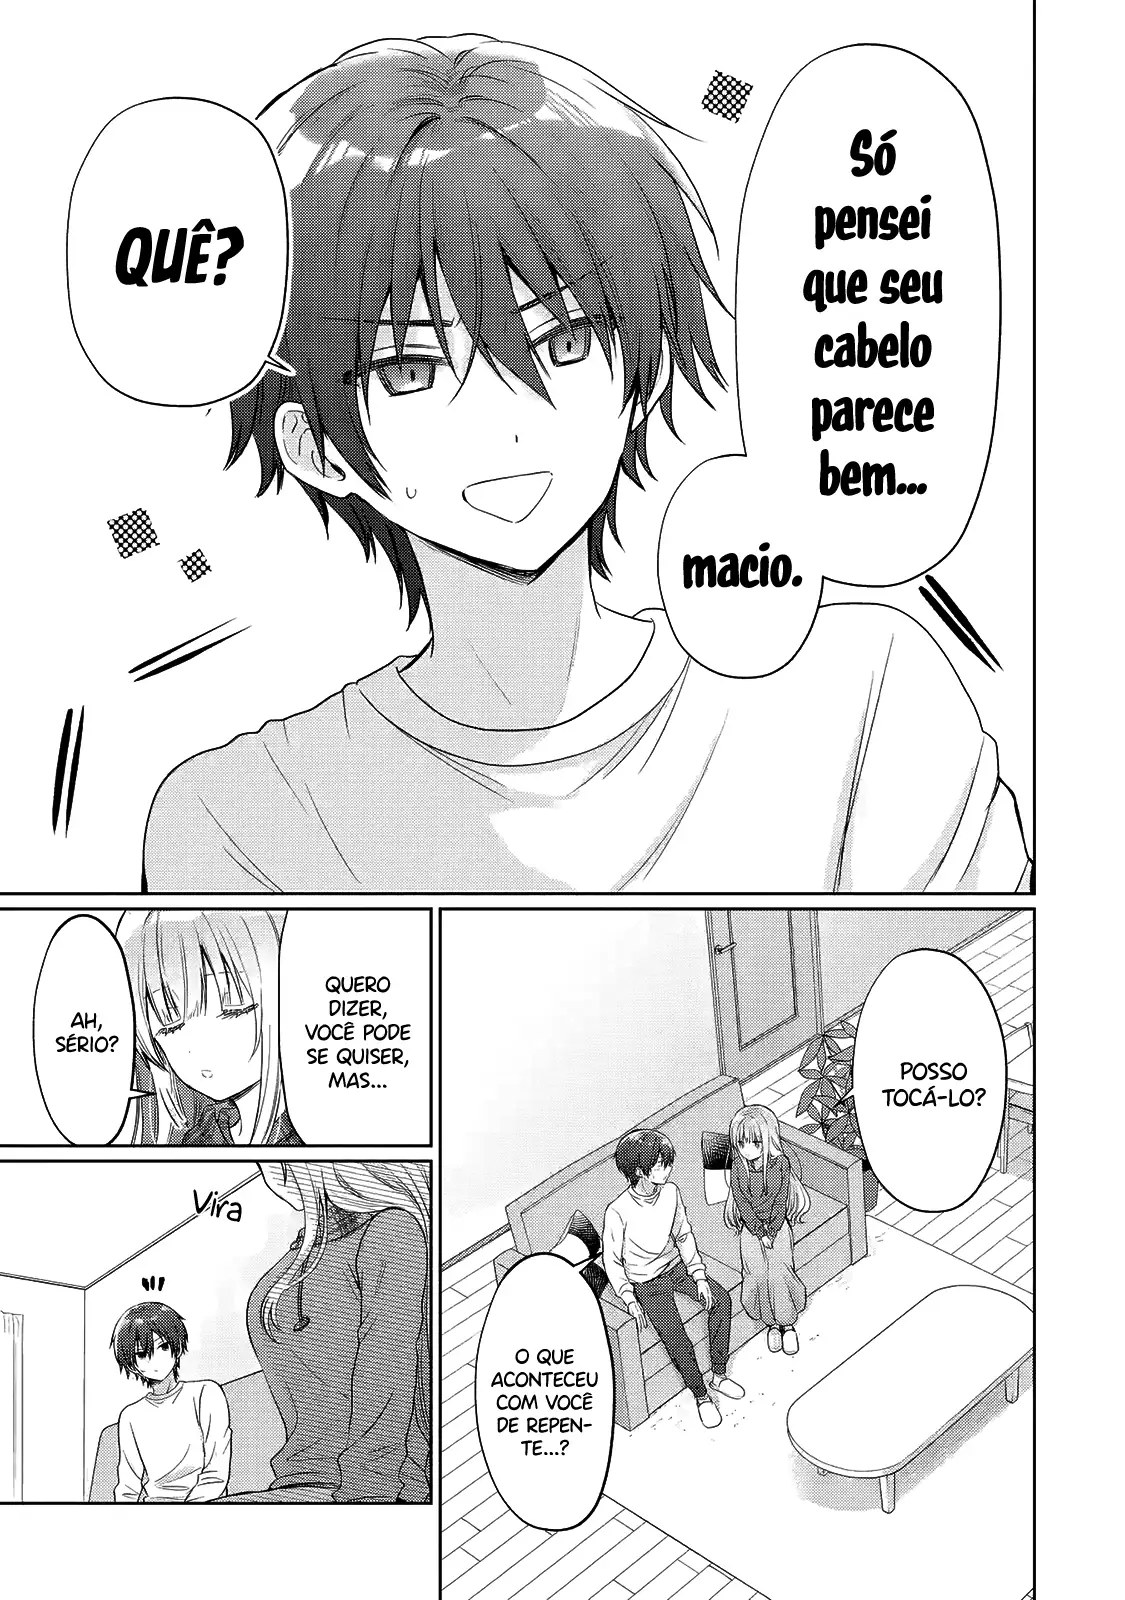 Só
pensei
que seu
cabelo
parece
bem...
macio.
QUÊ?
POSSO
TOCÁ-LO?
O QUE
ACONTECEU
COM VOCÊ
DE REPEN-
TE...?
QUERO
DIZER,
VOCÊ PODE
SE QUISER,
MAS...
AH,
SÉRIO?
Vira